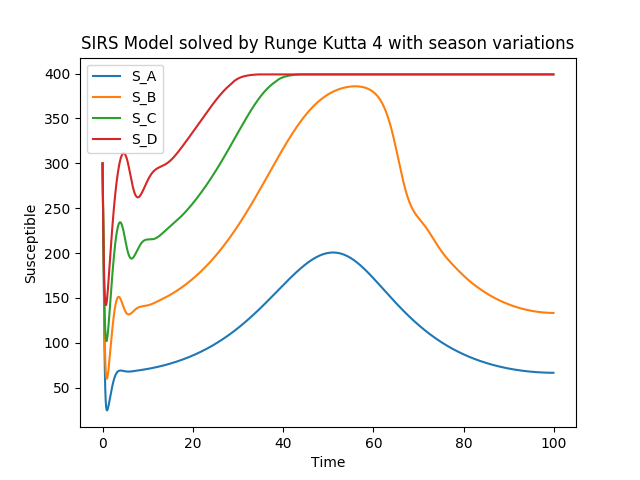 SIRS Model solved by Runge Kutta 4 with season variations
400
350
300
250
200
150
100
50
Susceptible
S_A
S_B
S_C
S_D
0 20 40 60 80 100
Time